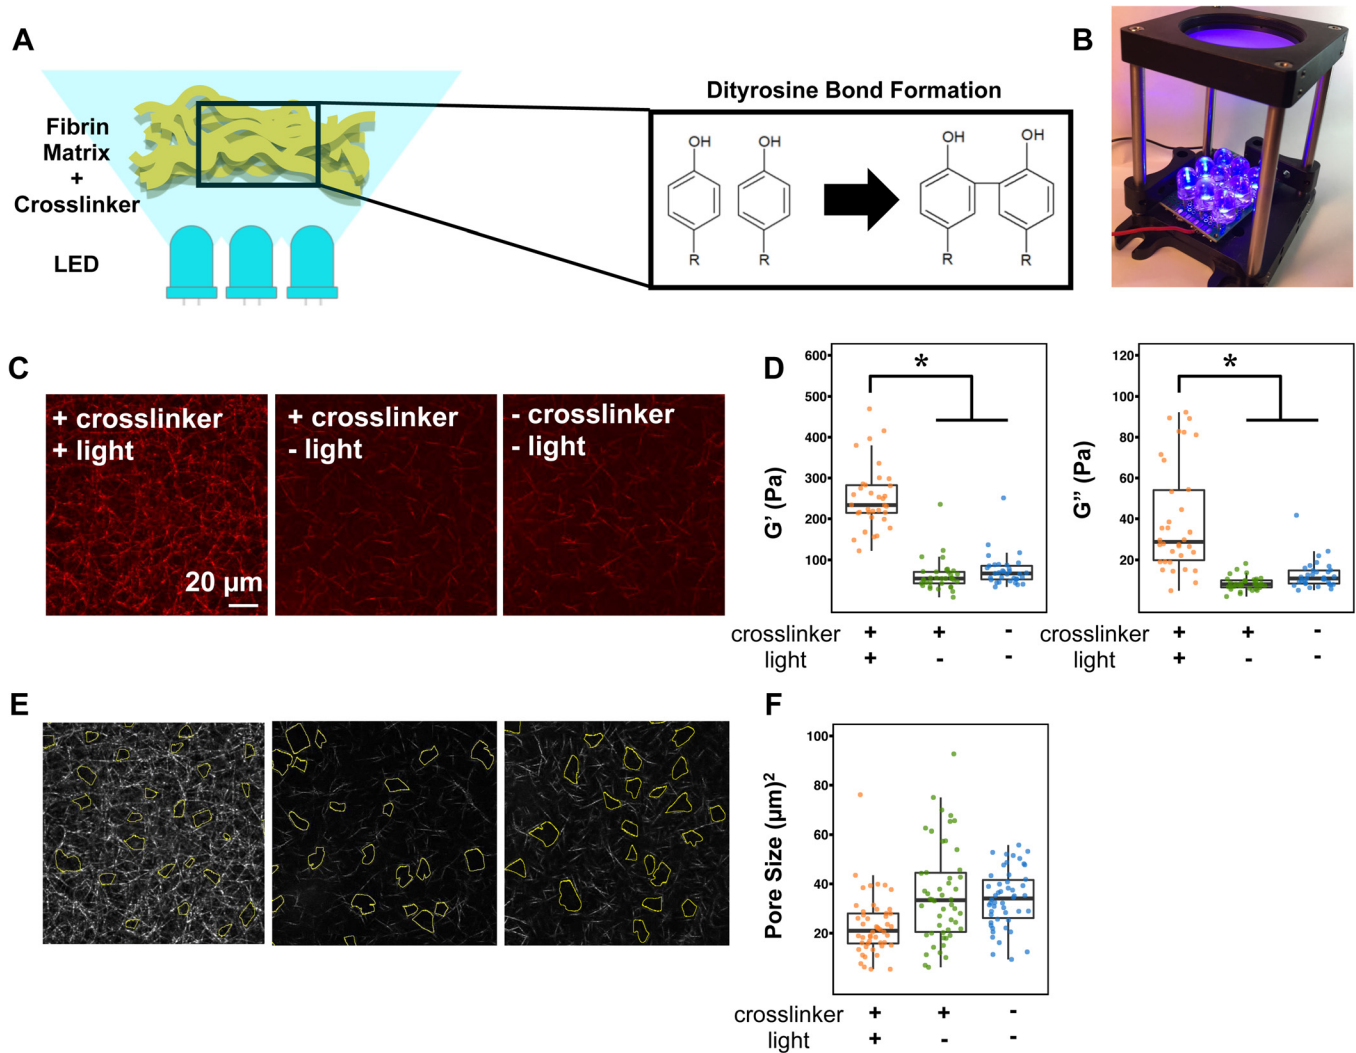 A
B
Fibrin
Matrix
+
Crosslinker
LED
Dityrosine Bond Formation
OH OH OH OH
R R R R
C
+ crosslinker
+ light
20 µm
+ crosslinker
- light
- crosslinker
- light
D
600
400
300
200
100
G’ (Pa)
*
crosslinker + + -
light + - -
120
100
80
60
40
20
G” (Pa)
*
crosslinker + + -
light + - -
E
F
100
80
60
40
20
Pore Size (µm)²
crosslinker + + -
light + - -